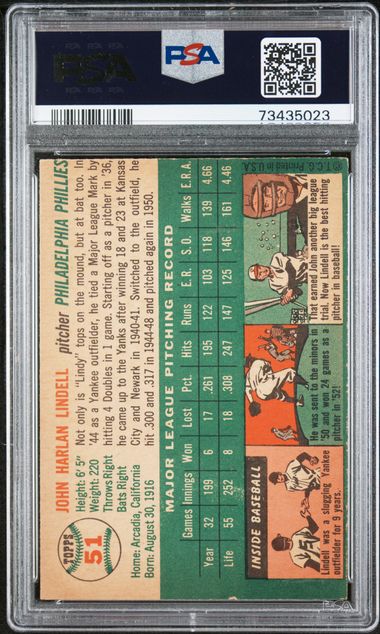 PSA
PSA
73435023
TOPPS
51
JOHN HARLAN LINDELL pitcher PHILADELPHIA PHILLIES
Height: 6' 5"
Weight: 220
Throws Right
Bats Right
Home: Arcadia, California
Born: August 30, 1916
Not only is "Lindy" tops on the mound, but at bat too. In
'44 as a Yankee outfielder, he tied a Major League Mark by
hitting 4 Doubles in 1 game. Starting off as a pitcher in '36,
he came up to the Yanks after winning 18 and 23 at Kansas
City and Newark in 1940-41. Switched to the outfield, he
hit .300 and .317 in 1944-48 and pitched again in 1950.
MAJOR LEAGUE PITCHING RECORD
Games Innings Won Lost Pct. Hits Runs E.R. S.O. Walks E.R.A.
Year 32 199 6 17 .261 195 122 103 118 139 4.66
Life 55 252 8 18 .308 247 147 125 146 161 4.46
INSIDE BASEBALL
Lindell was a slugging Yankee
outfielder for 9 years.
He was sent to the minors in
'50 and won 24 games as a
pitcher in '52!
That earned John another big league
trial. Now Lindell is the best hitting
pitcher in baseball!
© T.C.G. Printed in U.S.A.
PSA